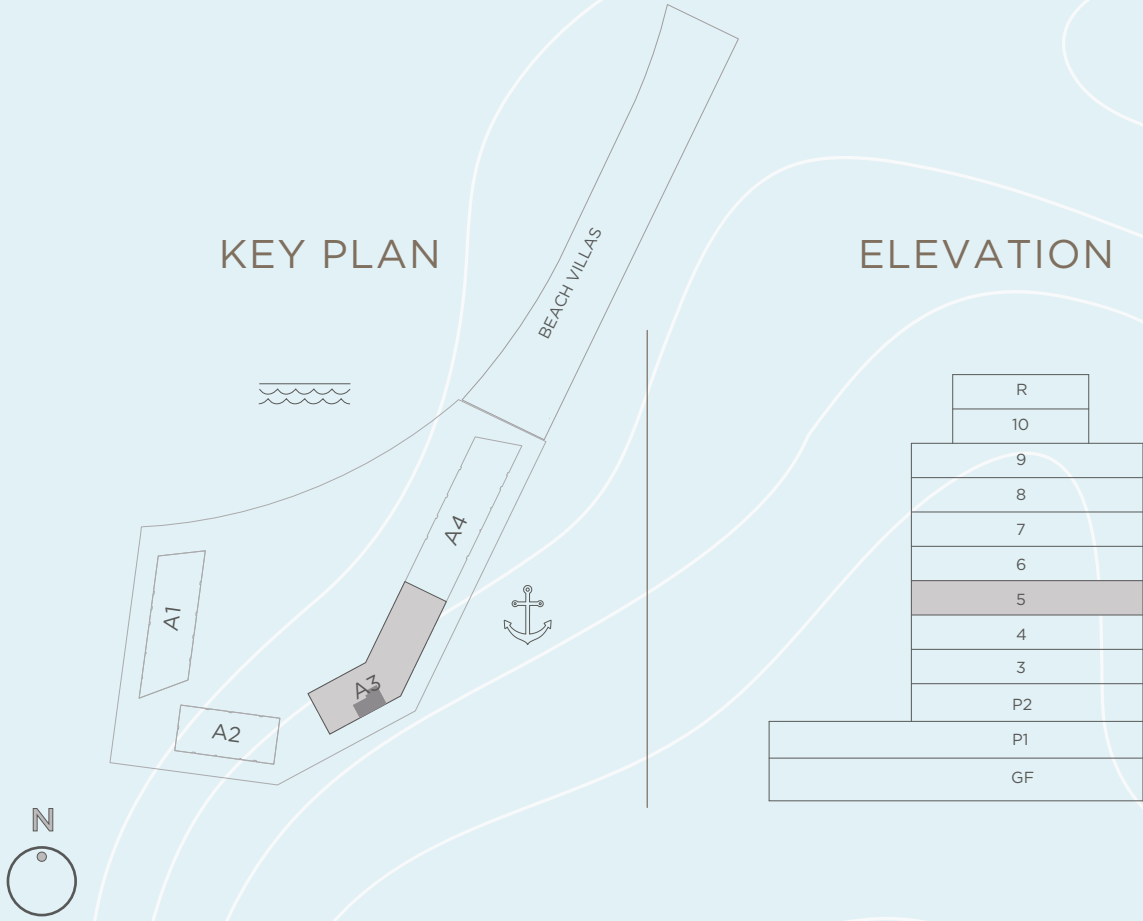 KEY PLAN
BEACH VILLAS
A4
A1
A3
A2
N
ELEVATION
R
10
9
8
7
6
5
4
3
P2
P1
GF